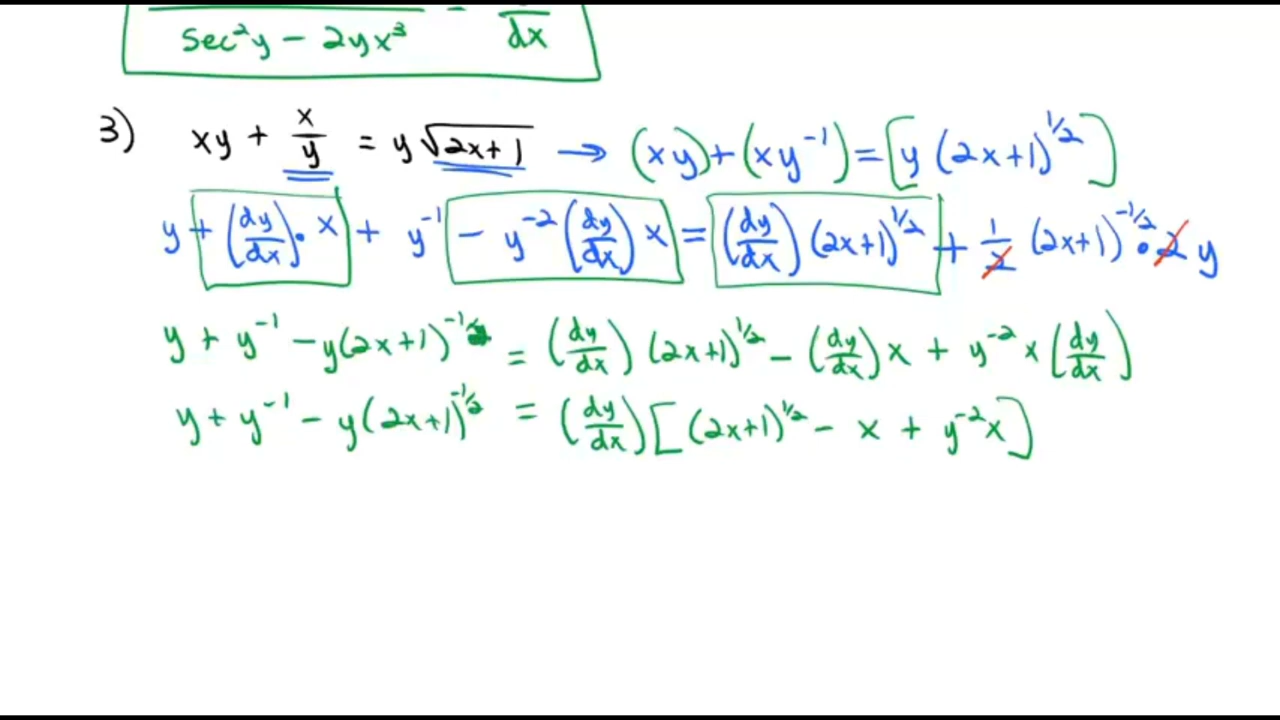 sec²y - 2yx³ - dx
3) xy + x/y = y√(2x+1) → (xy)+(xy⁻¹) = [y(2x+1)^1/2]
y + (dy/dx)·x + y⁻¹ - y⁻²(dy/dx)x = (dy/dx)(2x+1)^1/2 + 1/2 (2x+1)^-1/2 · 2y
y + y⁻¹ - y(2x+1)^-1/2 = (dy/dx)(2x+1)^1/2 - (dy/dx)x + y⁻²x(dy/dx)
y + y⁻¹ - y(2x+1)^-1/2 = (dy/dx)[(2x+1)^1/2 - x + y⁻²x]